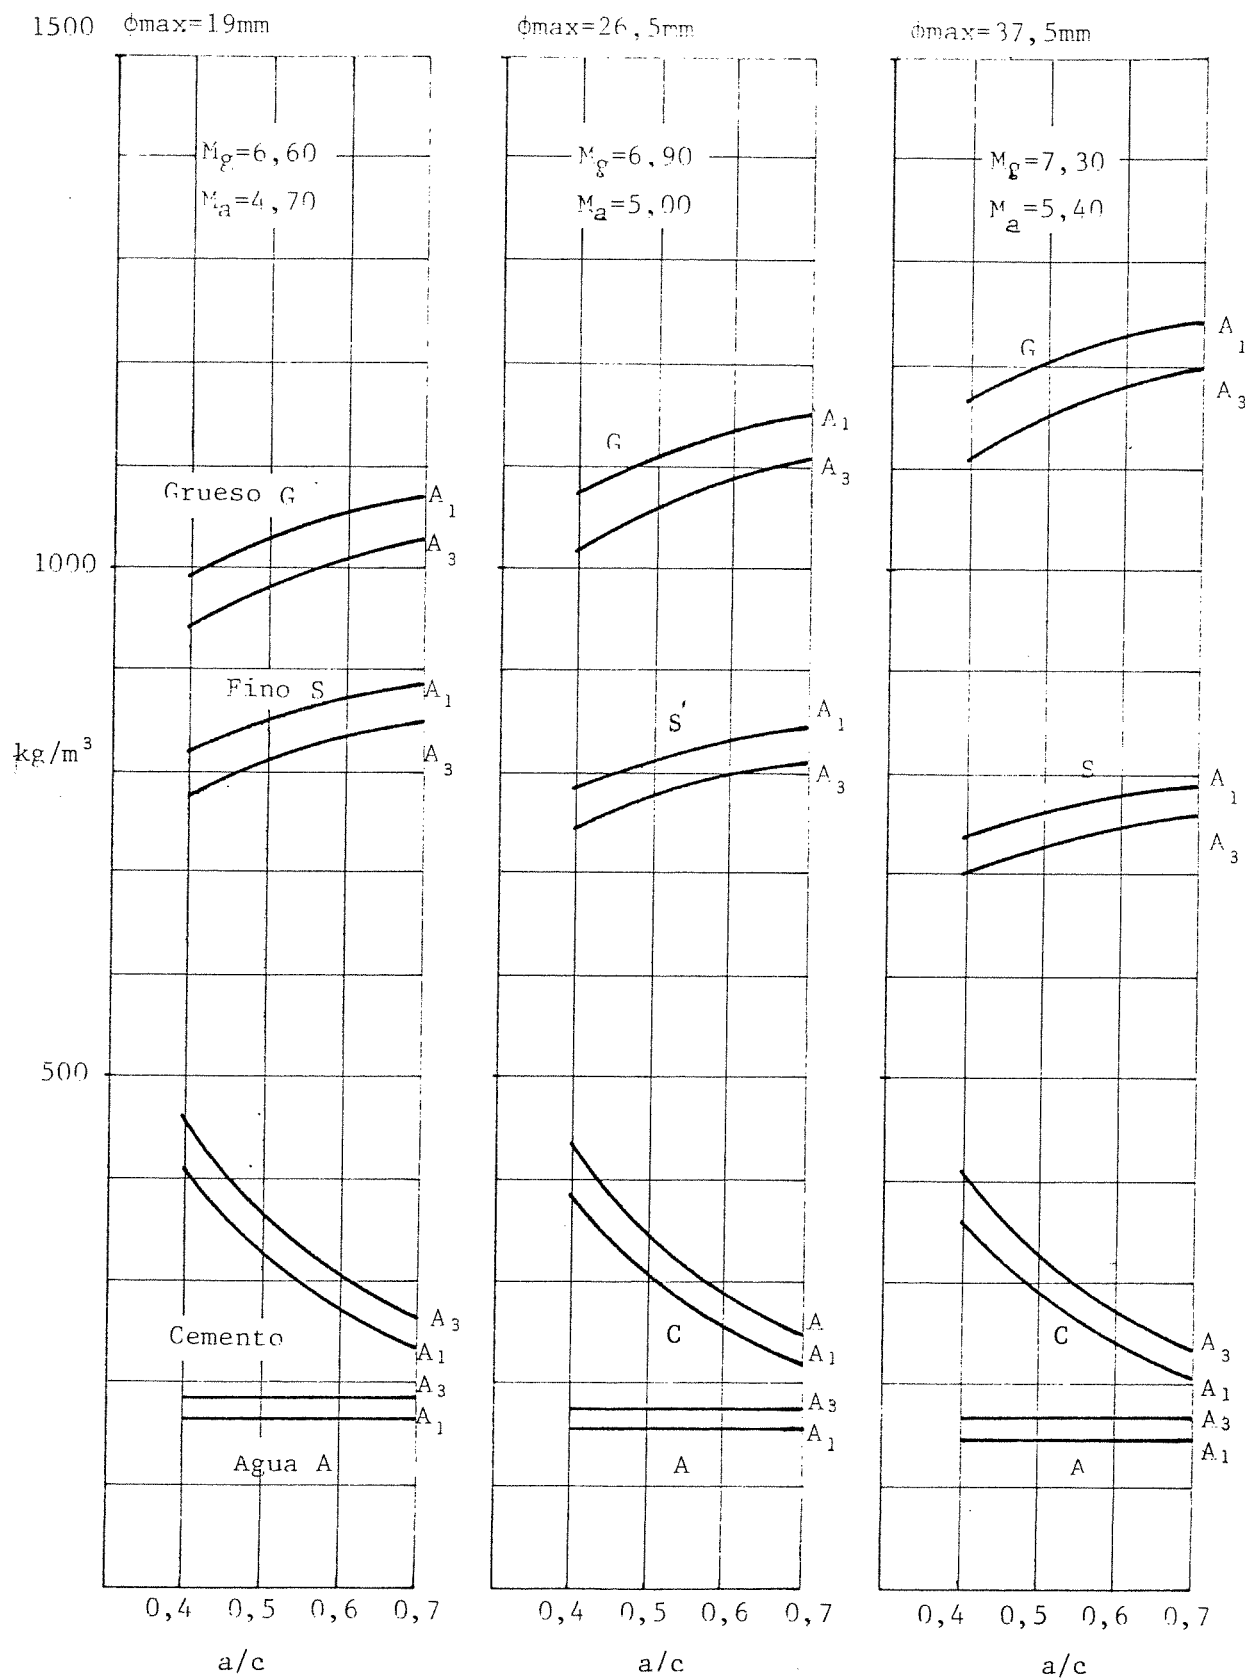 1500 ϕmax=19mm ϕmax=26,5mm ϕmax=37,5mm
Mg=6,60 Mg=6,90 Mg=7,30
Ma=4,70 Ma=5,00 Ma=5,40
G A1
A3
G A1
A3
Grueso G A1
A3
1000
Fino S A1
A3
S' A1
A3
kg/m³
S A1
A3
500
Cemento A3
A1
C A
A1
C A3
A1
A3
A1
A3
A1
A3
A1
Agua A A A
0,4 0,5 0,6 0,7 0,4 0,5 0,6 0,7 0,4 0,5 0,6 0,7
a/c a/c a/c